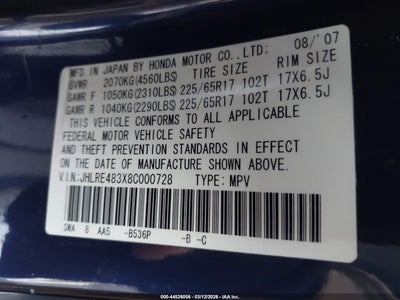 MFD. IN JAPAN BY HONDA MOTOR CO., LTD: 08/'07
GVWR 2070KG(4560LBS) TIRE SIZE RIM SIZE
GAWR F 1050KG(2310LBS) 225/65R17 102T 17X6.5J
GAWR R 1040KG(2290LBS) 225/65R17 102T 17X6.5J
THIS VEHICLE CONFORMS TO ALL APPLICABLE
FEDERAL MOTOR VEHICLE SAFETY
AND THEFT PREVENTION STANDARDS IN EFFECT
ON THE DATE OF MANUFACTURE SHOWN ABOVE.
V.I.N.:JHLRE483X8C000728 TYPE: MPV
SWA 8 AA5 -B536P -B -C
000-44526056 - 03/12/2026 - COPYRIGHT IAA